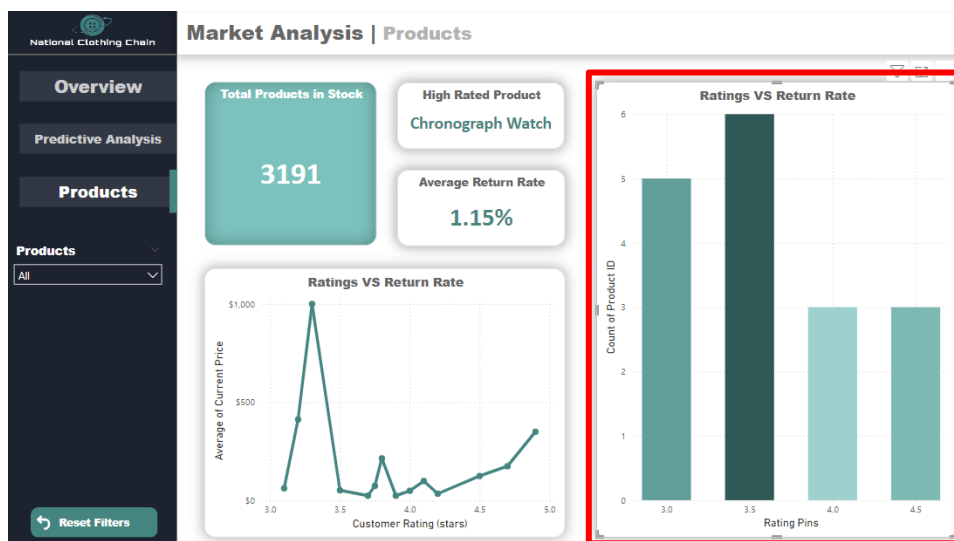 National Clothing Chain
Market Analysis | Products
Overview
Predictive Analysis
Products
Products
All
Reset Filters
Total Products in Stock
3191
High Rated Product
Chronograph Watch
Average Return Rate
1.15%
Ratings VS Return Rate
$1,000
$500
$0
Average of Current Price
3.0 3.5 4.0 4.5 5.0
Customer Rating (stars)
Ratings VS Return Rate
6
5
4
3
2
1
0
Count of Product ID
3.0 3.5 4.0 4.5
Rating Pins